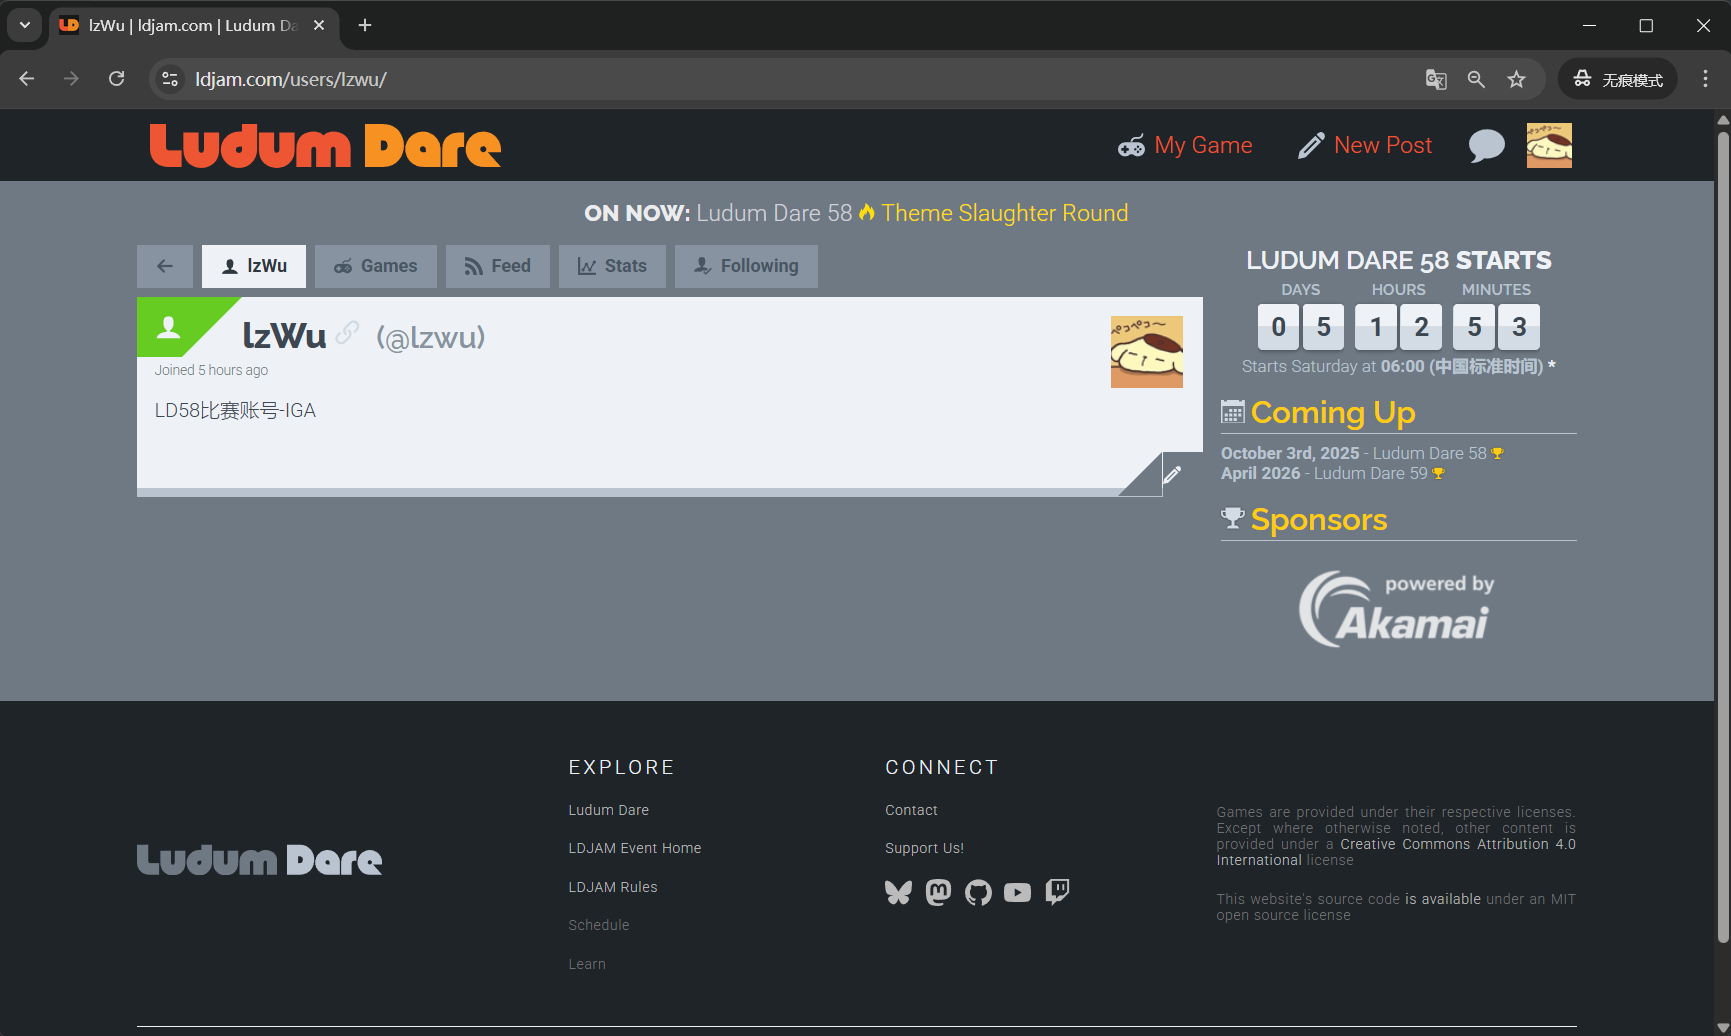 lzWu | ldjam.com | Ludum Da
ldjam.com/users/lzwu/
无痕模式
Ludum Dare
My Game
New Post
ON NOW: Ludum Dare 58 Theme Slaughter Round
lzWu
Games
Feed
Stats
Following
lzWu (@lzwu)
Joined 5 hours ago
LD58比赛账号-IGA
ペコペコ〜
LUDUM DARE 58 STARTS
DAYS HOURS MINUTES
0 5 1 2 5 3
Starts Saturday at 06:00 (中国标准时间) *
Coming Up
October 3rd, 2025 - Ludum Dare 58
April 2026 - Ludum Dare 59
Sponsors
powered by
Akamai
Ludum Dare
EXPLORE
Ludum Dare
LDJAM Event Home
LDJAM Rules
Schedule
Learn
CONNECT
Contact
Support Us!
Games are provided under their respective licenses.
Except where otherwise noted, other content is
provided under a Creative Commons Attribution 4.0
International license
This website's source code is available under an MIT
open source license